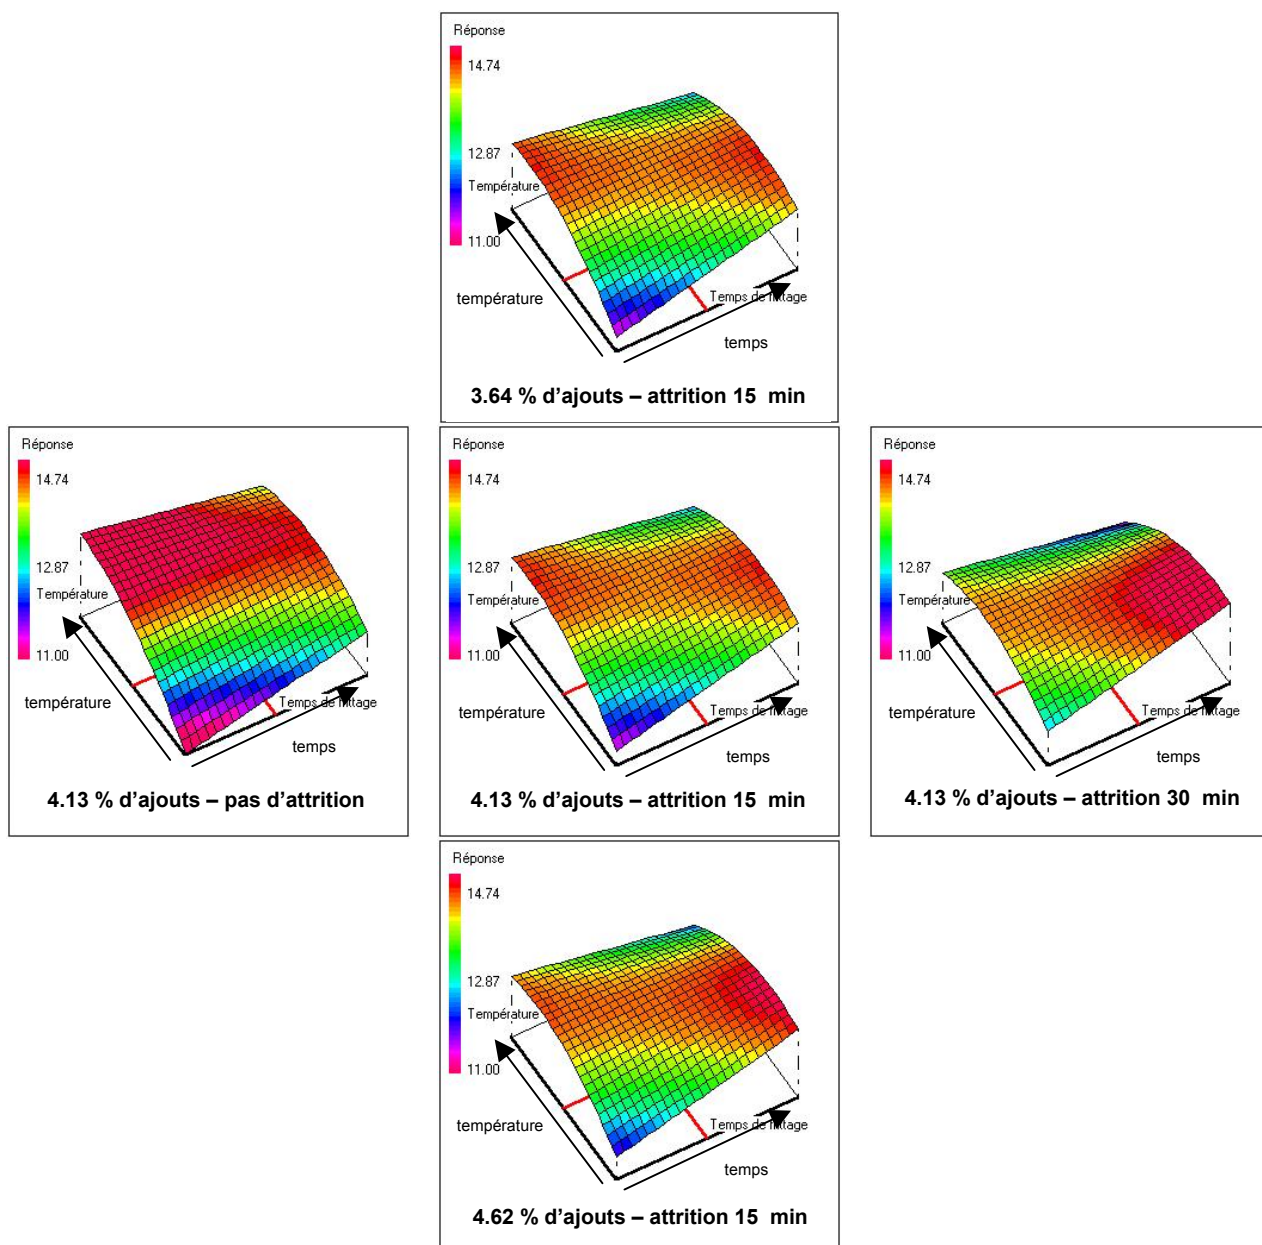 Réponse
14.74
12.87
Température
11.00
température
Temps de
temps
3.64 % d'ajouts – attrition 15 min
Réponse
14.74
12.87
Température
11.00
température
Temps de
temps
4.13 % d'ajouts – pas d'attrition
Réponse
14.74
12.87
Température
11.00
température
Temps de
temps
4.13 % d'ajouts – attrition 15 min
Réponse
14.74
12.87
Température
11.00
température
Temps de
temps
4.13 % d'ajouts – attrition 30 min
Réponse
14.74
12.87
Température
11.00
température
Temps de
temps
4.62 % d'ajouts – attrition 15 min